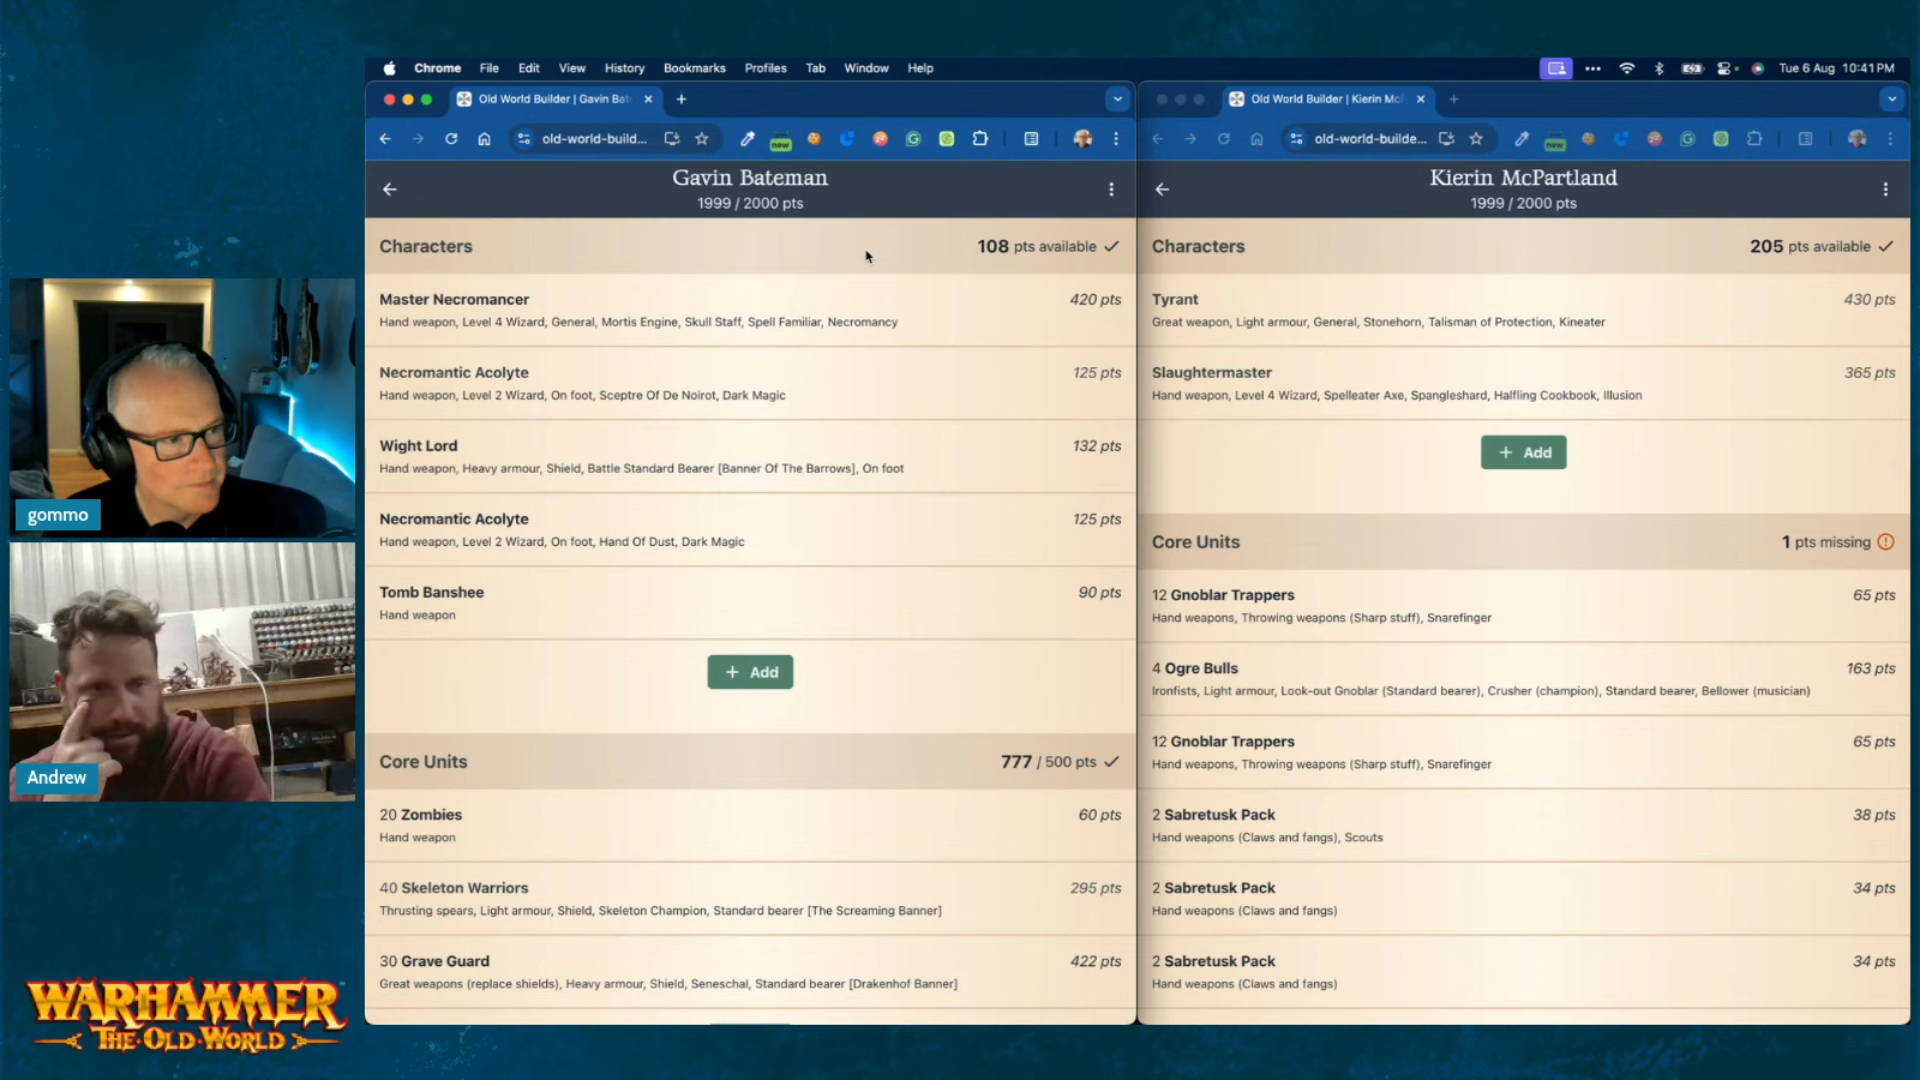 Chrome File Edit View History Bookmarks Profiles Tab Window Help
Tue 6 Aug 10:41 PM
Old World Builder | Gavin Bat
old-world-build...
new
Gavin Bateman
1999 / 2000 pts
Characters 108 pts available
Master Necromancer 420 pts
Hand weapon, Level 4 Wizard, General, Mortis Engine, Skull Staff, Spell Familiar, Necromancy
Necromantic Acolyte 125 pts
Hand weapon, Level 2 Wizard, On foot, Sceptre Of De Noirot, Dark Magic
Wight Lord 132 pts
Hand weapon, Heavy armour, Shield, Battle Standard Bearer [Banner Of The Barrows], On foot
Necromantic Acolyte 125 pts
Hand weapon, Level 2 Wizard, On foot, Hand Of Dust, Dark Magic
Tomb Banshee 90 pts
Hand weapon
+ Add
Core Units 777 / 500 pts
20 Zombies 60 pts
Hand weapon
40 Skeleton Warriors 295 pts
Thrusting spears, Light armour, Shield, Skeleton Champion, Standard bearer [The Screaming Banner]
30 Grave Guard 422 pts
Great weapons (replace shields), Heavy armour, Shield, Seneschal, Standard bearer [Drakenhof Banner]
Old World Builder | Kierin Mc
old-world-builde...
new
Kierin McPartland
1999 / 2000 pts
Characters 205 pts available
Tyrant 430 pts
Great weapon, Light armour, General, Stonehorn, Talisman of Protection, Kineater
Slaughtermaster 365 pts
Hand weapon, Level 4 Wizard, Spelleater Axe, Spangleshard, Halfling Cookbook, Illusion
+ Add
Core Units 1 pts missing
12 Gnoblar Trappers 65 pts
Hand weapons, Throwing weapons (Sharp stuff), Snarefinger
4 Ogre Bulls 163 pts
Ironfists, Light armour, Look-out Gnoblar (Standard bearer), Crusher (champion), Standard bearer, Bellower (musician)
12 Gnoblar Trappers 65 pts
Hand weapons, Throwing weapons (Sharp stuff), Snarefinger
2 Sabretusk Pack 38 pts
Hand weapons (Claws and fangs), Scouts
2 Sabretusk Pack 34 pts
Hand weapons (Claws and fangs)
2 Sabretusk Pack 34 pts
Hand weapons (Claws and fangs)
gommo
Andrew
WARHAMMER
THE OLD WORLD